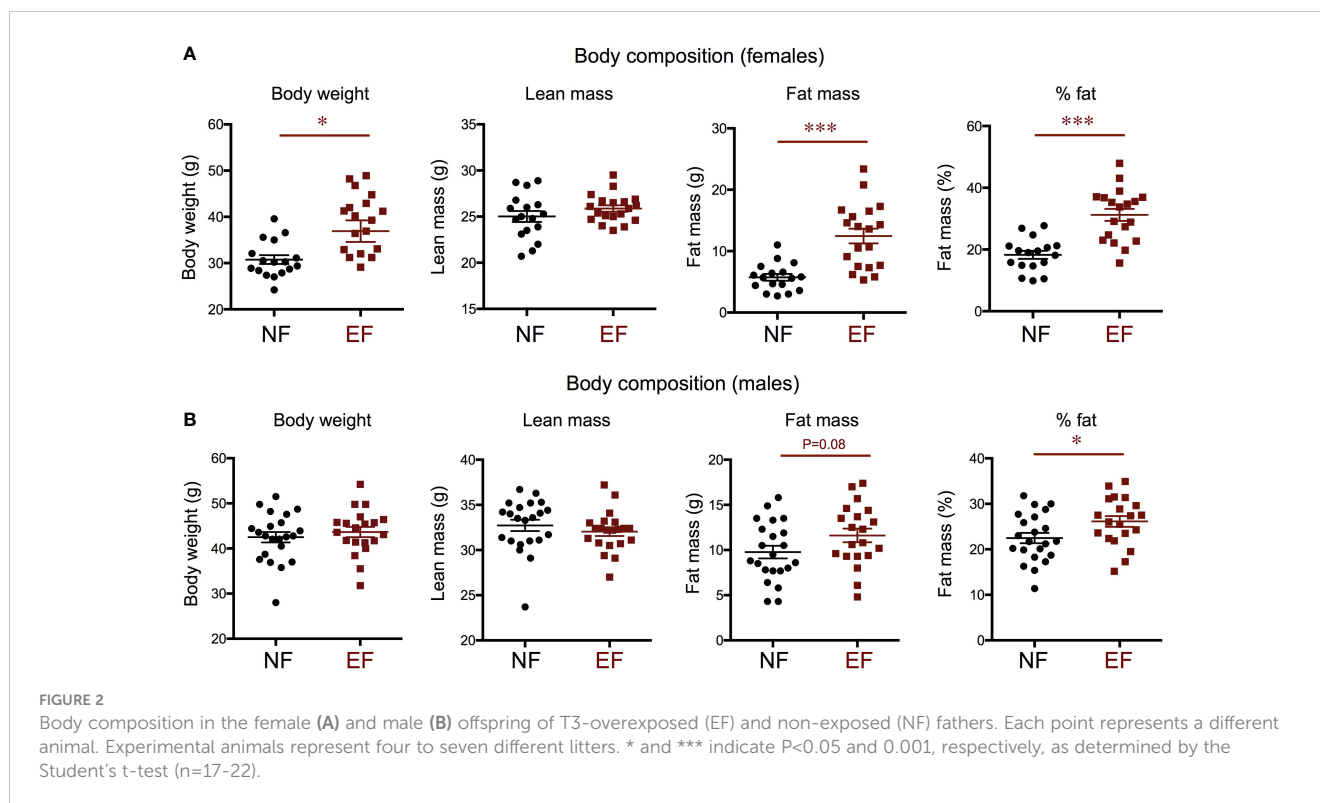 A
Body composition (females)
Body weight
Lean mass
Fat mass
% fat
Body weight (g)
60
50
40
30
20
*
NF
EF
Lean mass (g)
35
30
25
20
15
NF
EF
Fat mass (g)
30
20
10
0
***
NF
EF
Fat mass (%)
60
40
20
0
***
NF
EF
Body composition (males)
B
Body weight
Lean mass
Fat mass
% fat
Body weight (g)
60
50
40
30
20
NF
EF
Lean mass (g)
40
35
30
25
20
NF
EF
Fat mass (g)
20
15
10
5
0
P=0.08
NF
EF
Fat mass (%)
40
30
20
10
0
*
NF
EF
FIGURE 2
Body composition in the female (A) and male (B) offspring of T3-overexposed (EF) and non-exposed (NF) fathers. Each point represents a different
animal. Experimental animals represent four to seven different litters. * and *** indicate P<0.05 and 0.001, respectively, as determined by the
Student’s t-test (n=17-22).